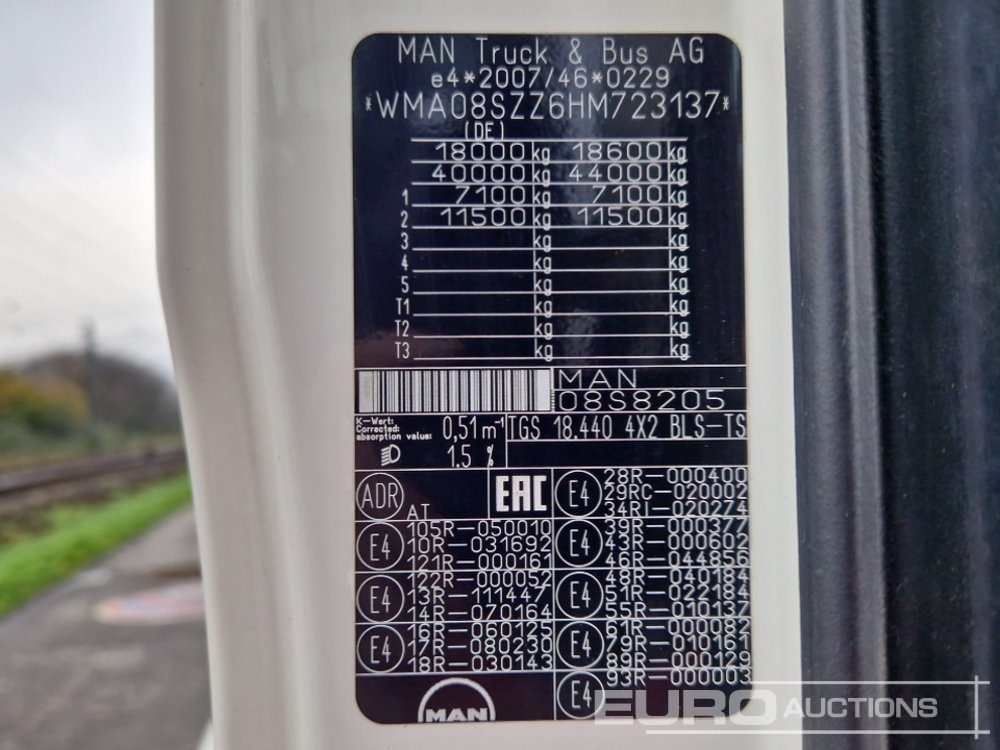 MAN Truck & Bus AG
e4*2007/46*0229
*WMA08SZZ6HM723137*
(DE)
18000 kg 18600 kg
40000 kg 44000 kg
1 7100 kg 7100 kg
2 11500 kg 11500 kg
3 kg kg
4 kg kg
5 kg kg
T1 kg kg
T2 kg kg
T3 kg kg
MAN
08S8205
K-Wert:
Corrected:
absorption value: 0,51 m-1
TGS 18.440 4X2 BLS-TS
1.5 %
ADR AT
EAC
E4
28R-000400
29RC-020002
34Ri-020274
E4
105R-050010
10R-031692
121R-000161
E4
39R-000377
43R-000602
46R-044856
E4
122R-000052
13R-111447
14R-070164
E4
48R-040184
51R-022184
55R-010137
E4
16R-060125
17R-080230
18R-030143
E4
61R-000082
79R-010161
89R-000129
E4
93R-000003
MAN
EURO AUCTIONS